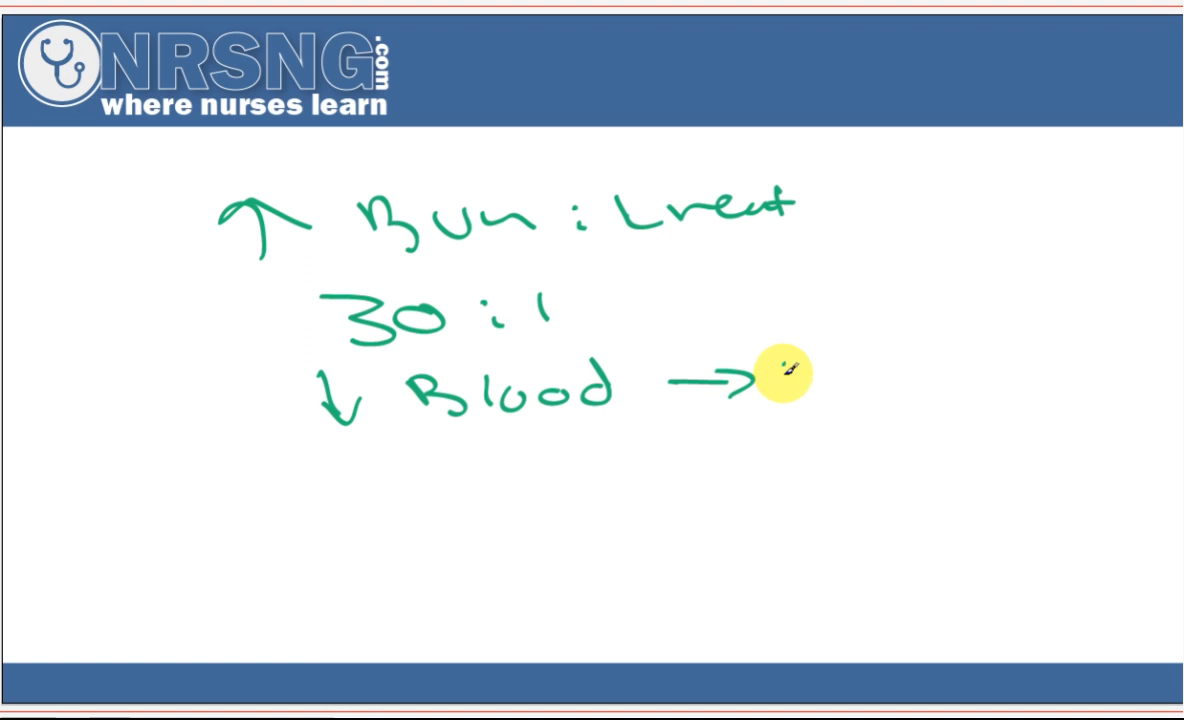 NRSNG.com
where nurses learn
↑ Bun : Creat
30 : 1
↓ Blood →